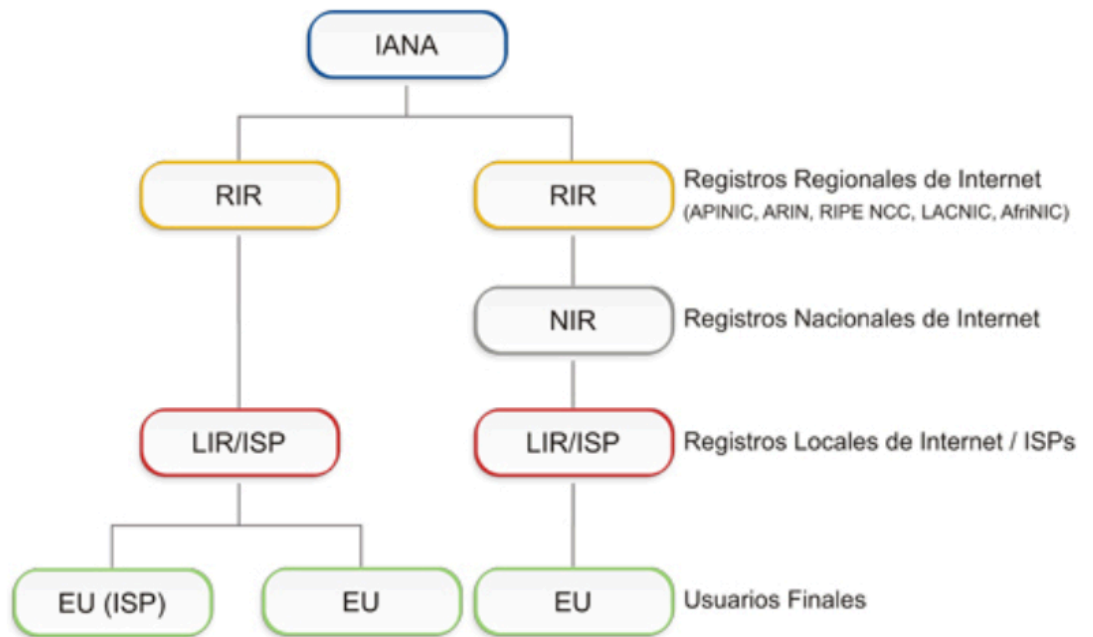 IANA
RIR
RIR
Registros Regionales de Internet
(APINIC, ARIN, RIPE NCC, LACNIC, AfriNIC)
NIR
Registros Nacionales de Internet
LIR/ISP
LIR/ISP
Registros Locales de Internet / ISPs
EU (ISP)
EU
EU
Usuarios Finales